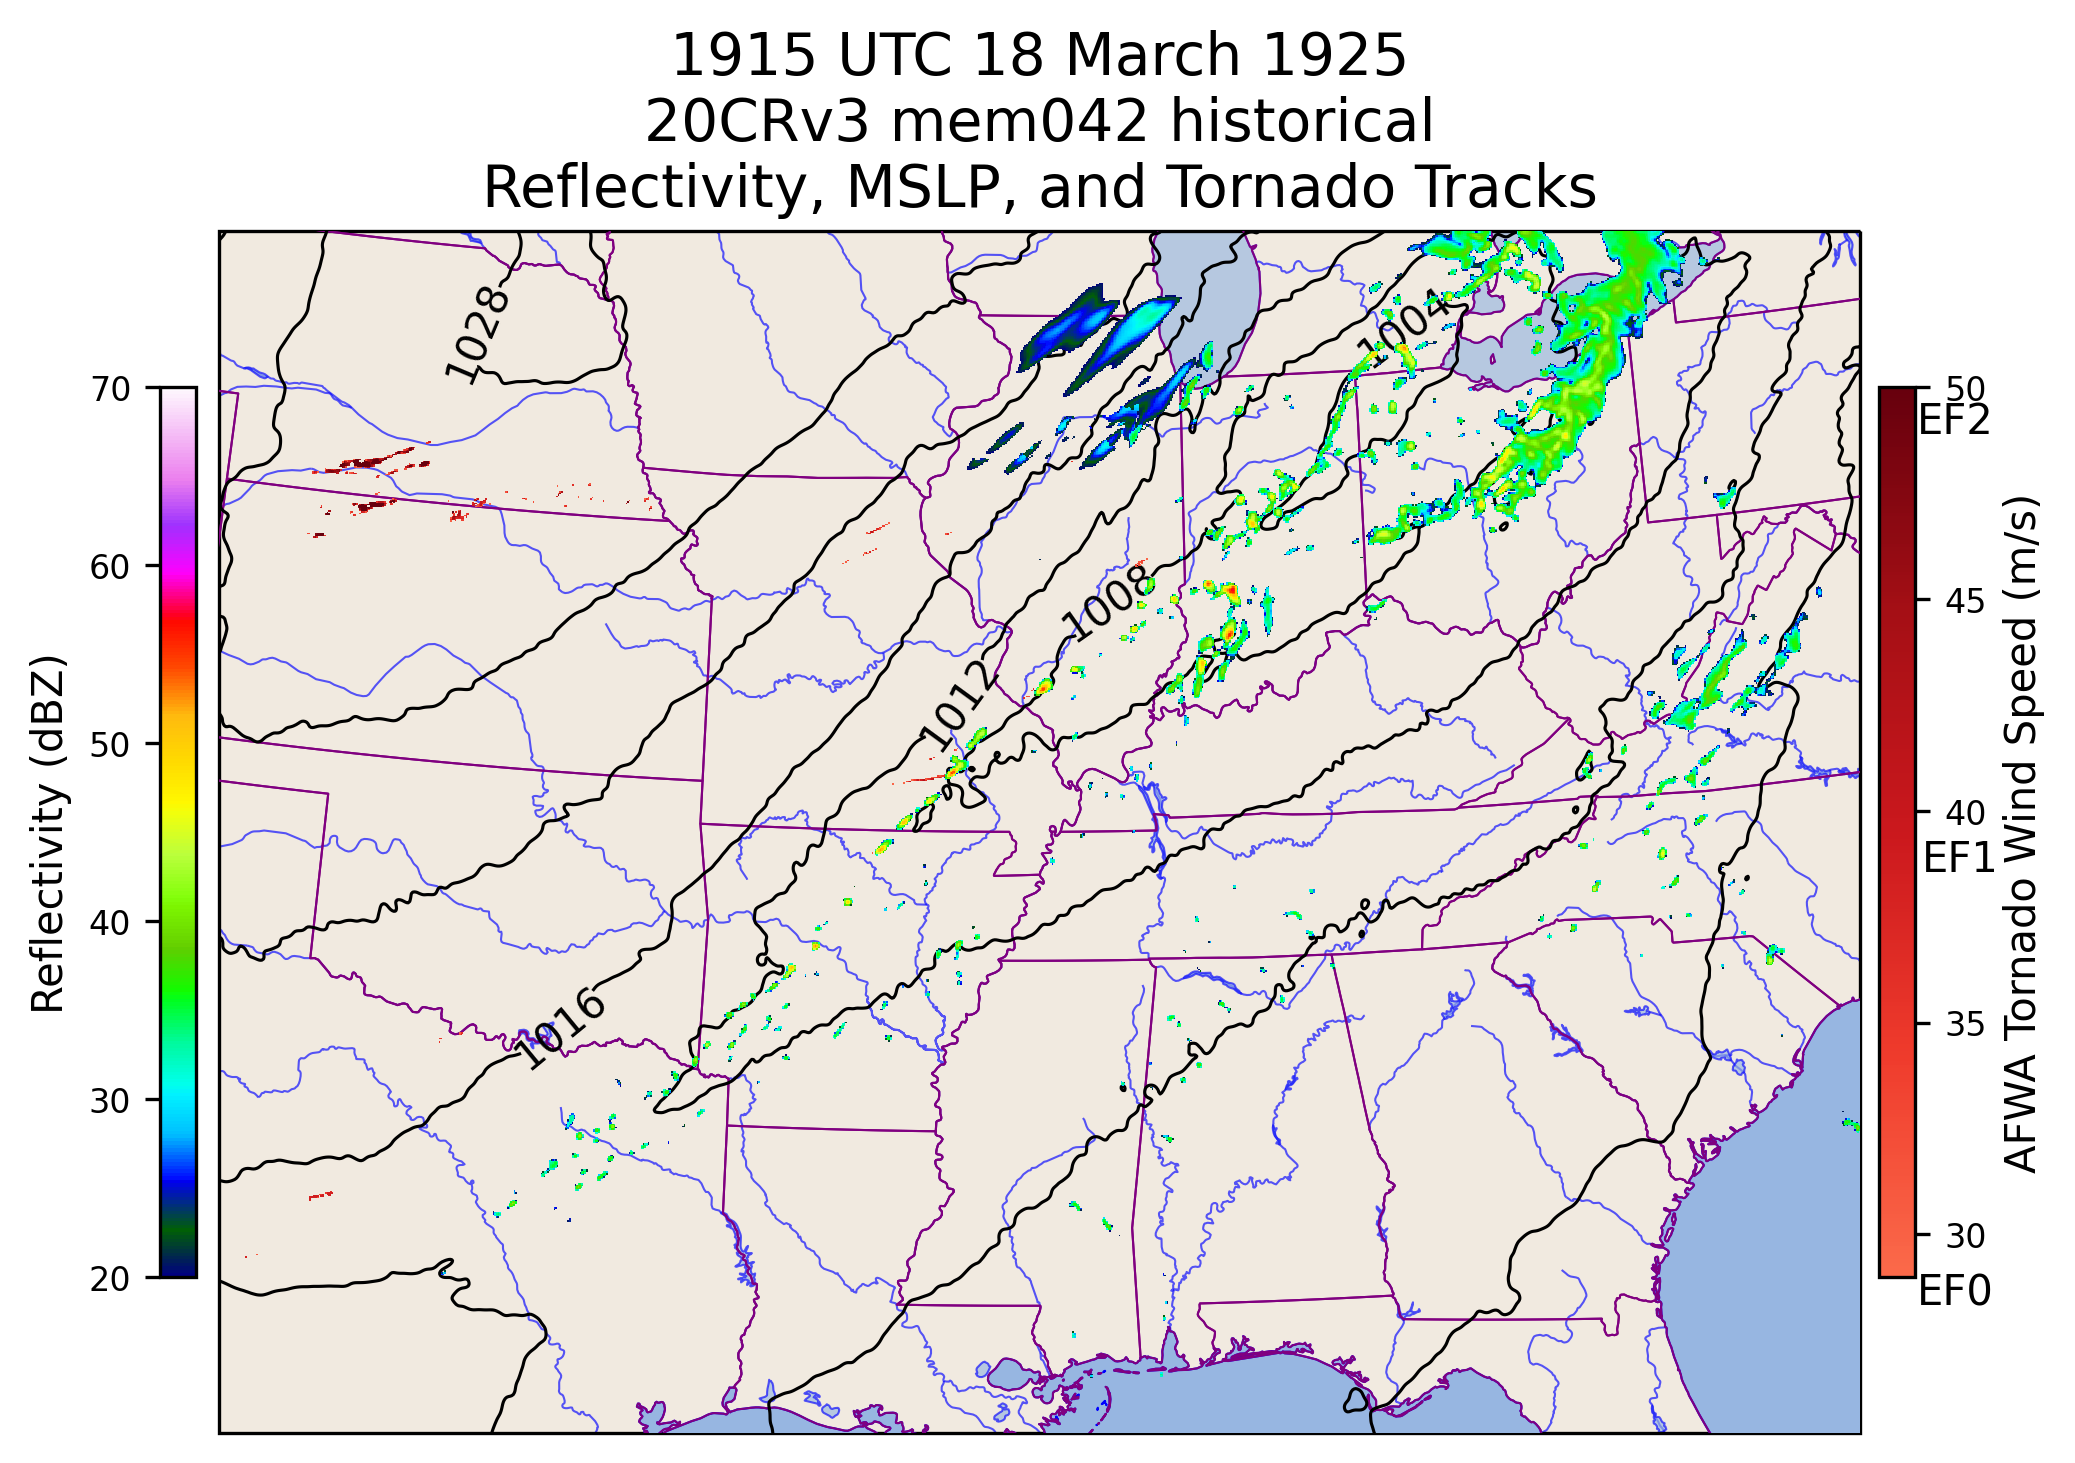 1915 UTC 18 March 1925
20CRv3 mem042 historical
Reflectivity, MSLP, and Tornado Tracks
1028
1004
1008
1012
1016
70
60
50
40
30
20
Reflectivity (dBZ)
50
EF2
45
40
EF1
35
30
EF0
AFWA Tornado Wind Speed (m/s)